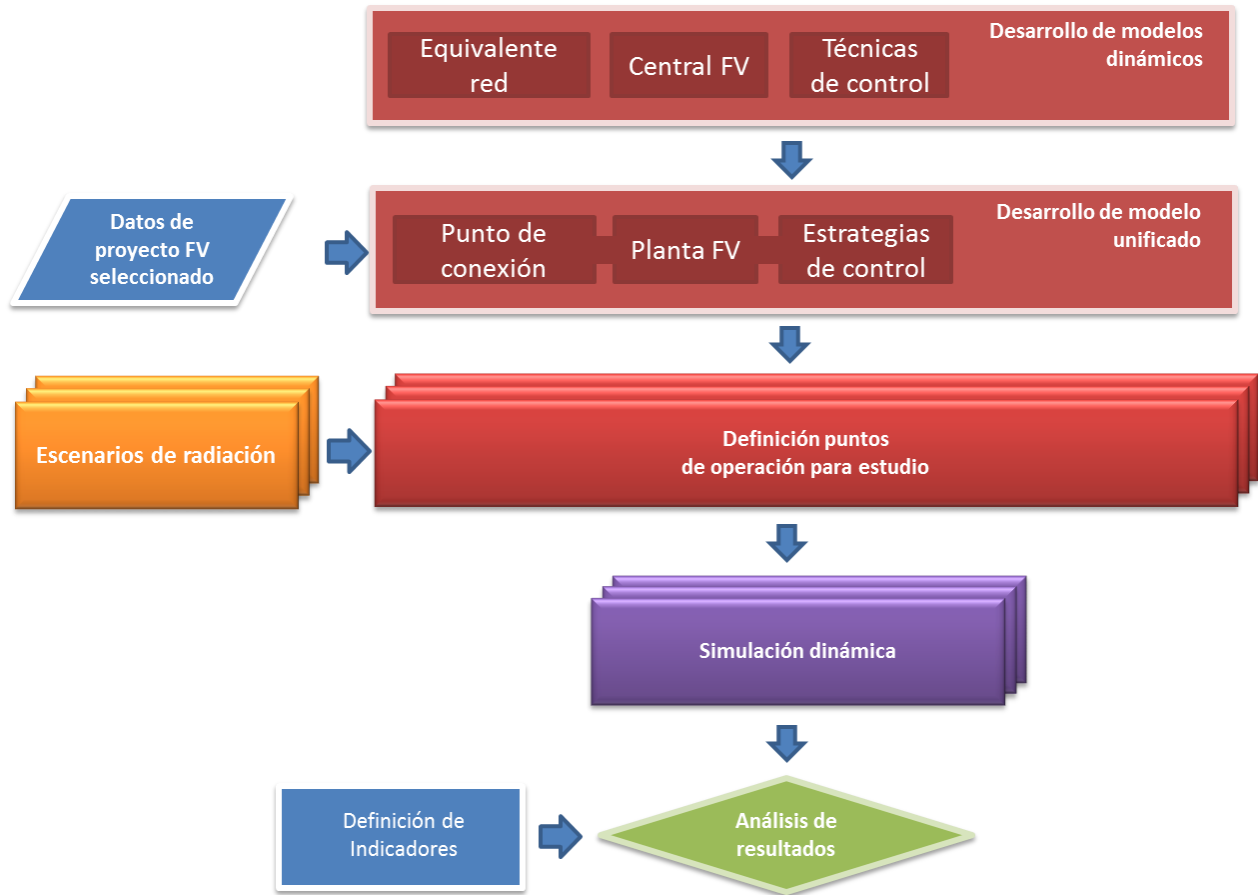 Equivalente
red
Central FV
Técnicas
de control
Desarrollo de modelos
dinámicos
Datos de
proyecto FV
seleccionado
Punto de
conexión
Planta FV
Estrategias
de control
Desarrollo de modelo
unificado
Escenarios de radiación
Definición puntos
de operación para estudio
Simulación dinámica
Definición de
Indicadores
Análisis de
resultados